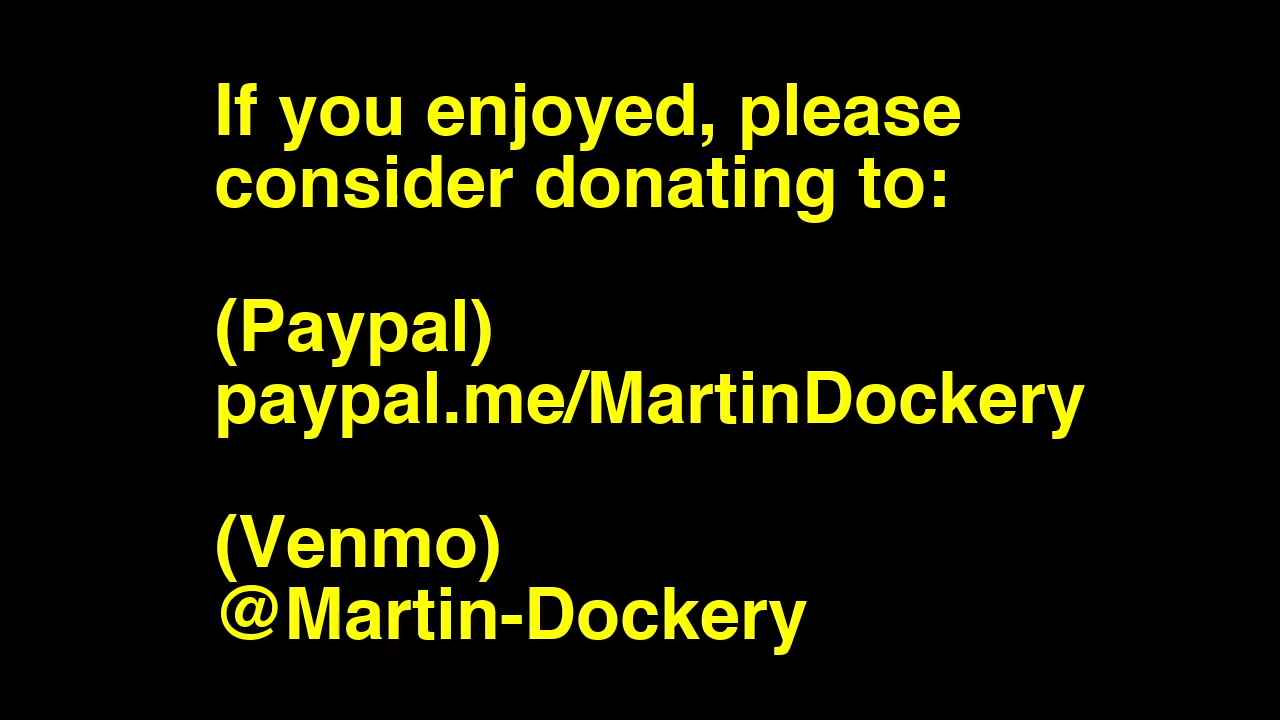 If you enjoyed, please
consider donating to:
(Paypal)
paypal.me/MartinDockery
(Venmo)
@Martin-Dockery